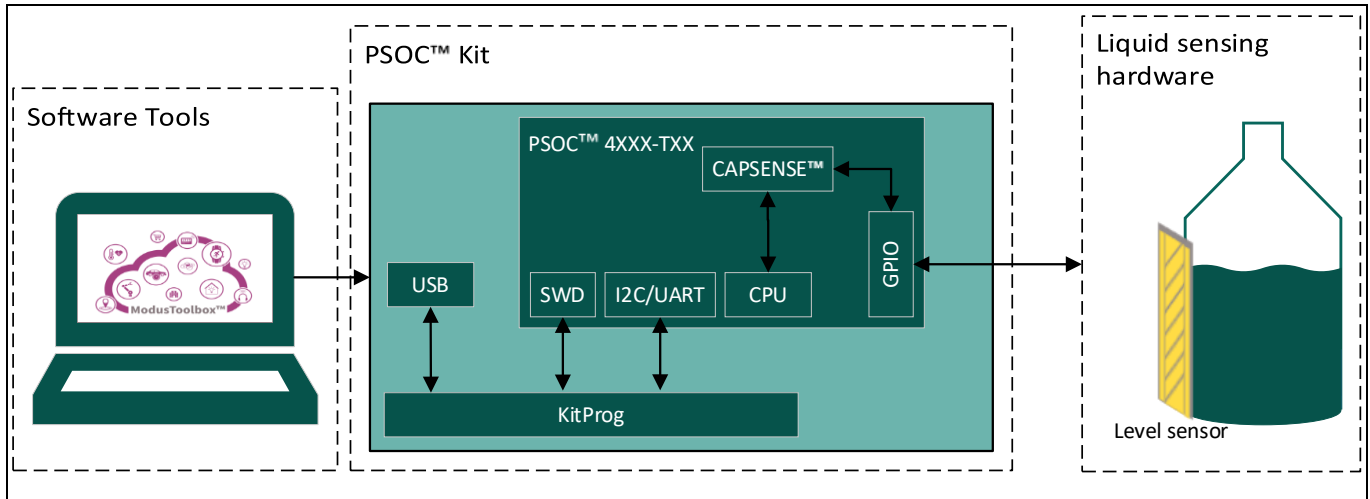 Software Tools
ModusToolbox™
PSOC™ Kit
PSOC™ 4XXX-TXX
CAPSENSE™
GPIO
USB
SWD
I2C/UART
CPU
KitProg
Liquid sensing
hardware
Level sensor